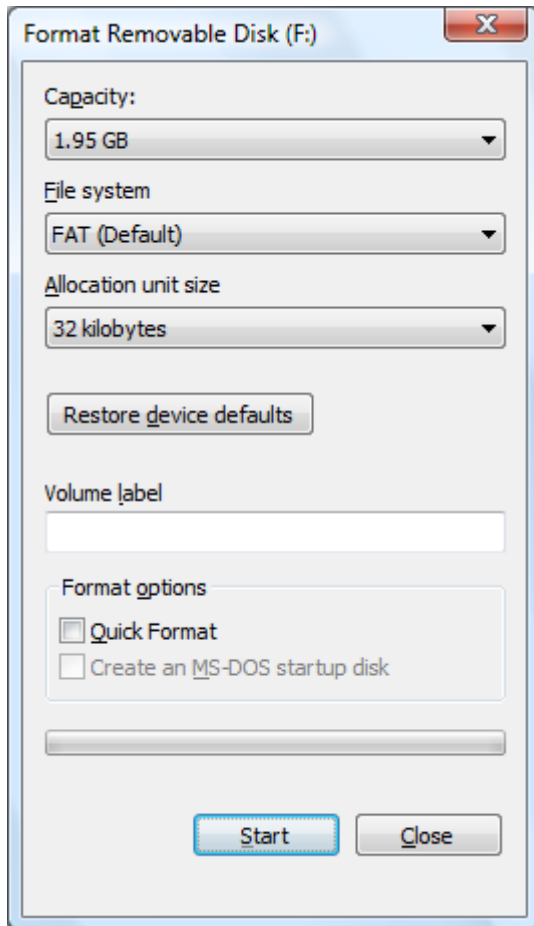 Format Removable Disk (F:)
Capacity:
1.95 GB
File system
FAT (Default)
Allocation unit size
32 kilobytes
Restore device defaults
Volume label
Format options
Quick Format
Create an MS-DOS startup disk
Start Close